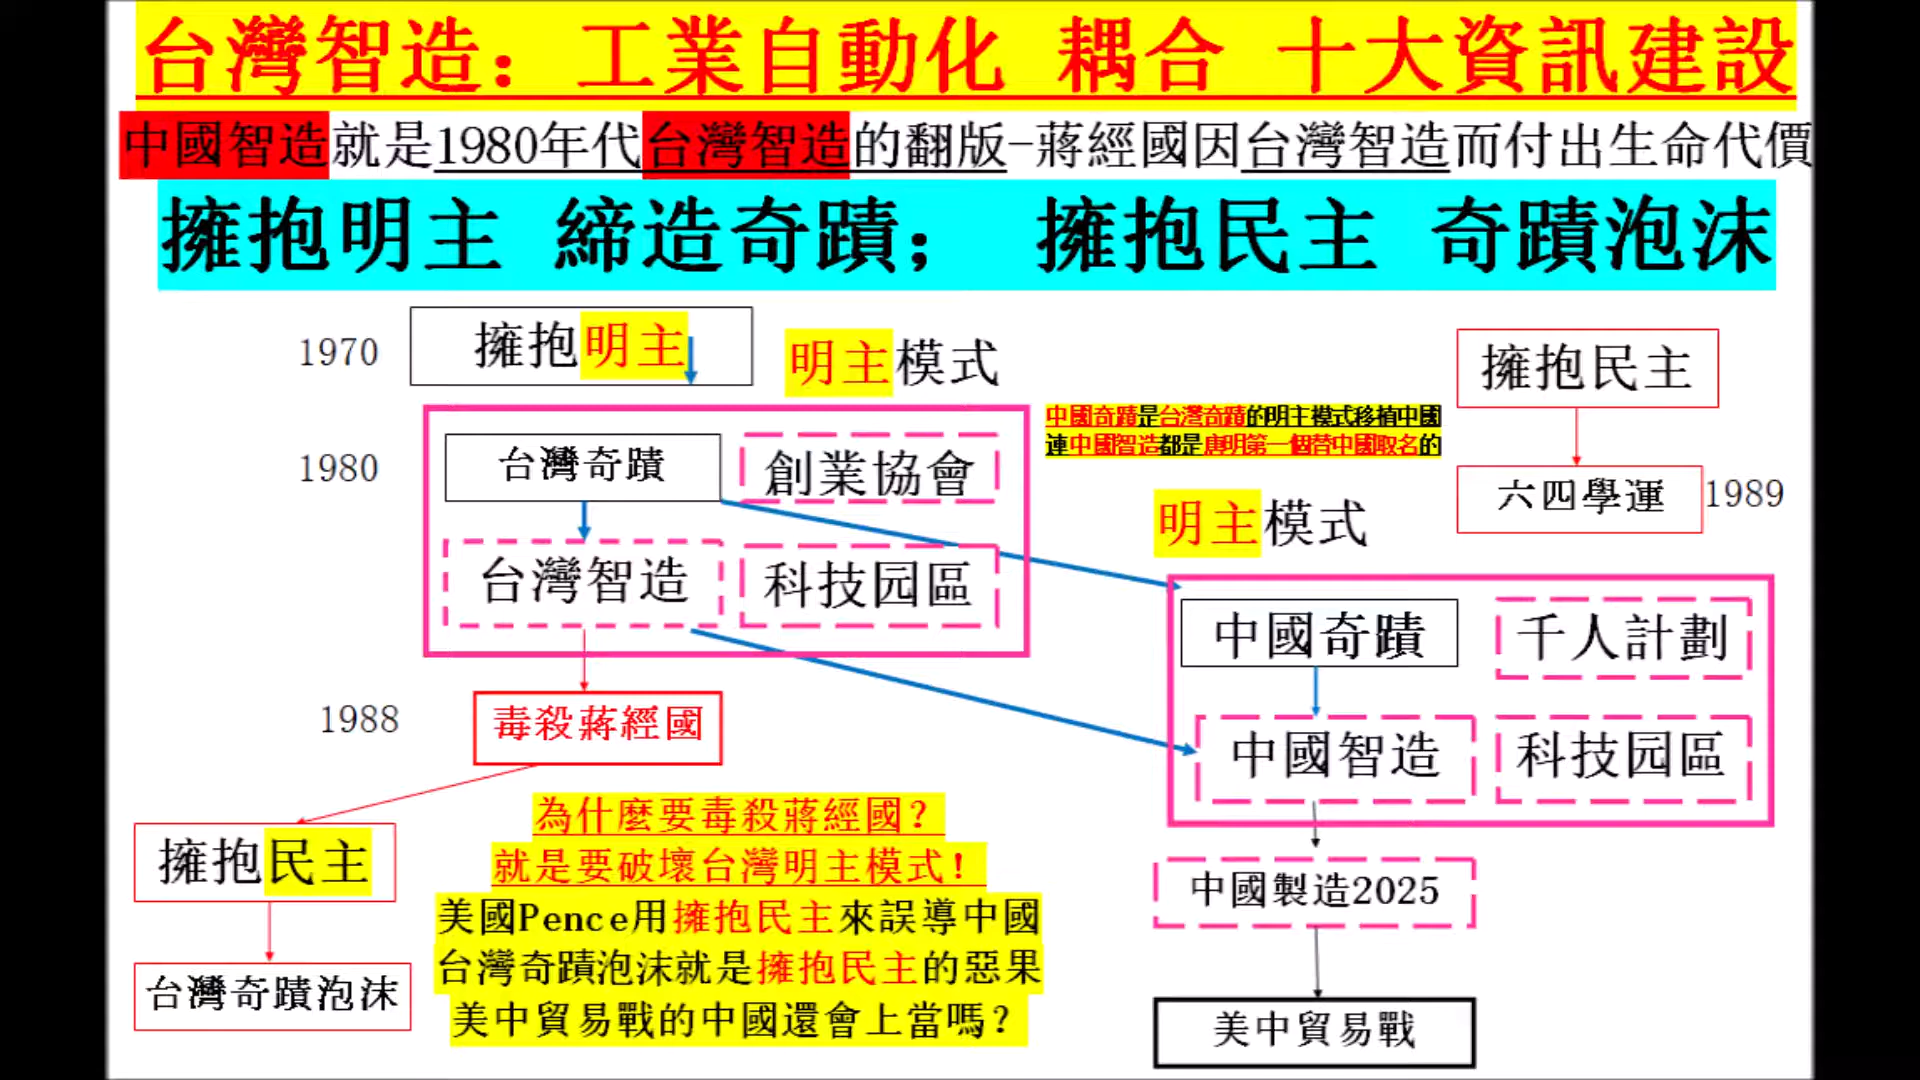 台灣智造：工業自動化 耦合 十大資訊建設
中國智造就是1980年代台灣智造的翻版-蔣經國因台灣智造而付出生命代價
擁抱明主 締造奇蹟； 擁抱民主 奇蹟泡沫
1970
擁抱明主
明主模式
擁抱民主
中國奇蹟是台灣奇蹟的明主模式移植中國
連中國智造都是唐明第一個替中國取名的
1980
台灣奇蹟
創業協會
六四學運
1989
明主模式
台灣智造
科技园區
中國奇蹟
千人計劃
1988
毒殺蔣經國
中國智造
科技园區
為什麼要毒殺蔣經國？
就是要破壞台灣明主模式！
擁抱民主
中國製造2025
美國Pence用擁抱民主來誤導中國
台灣奇蹟泡沫就是擁抱民主的惡果
美中貿易戰的中國還會上當嗎？
台灣奇蹟泡沫
美中貿易戰